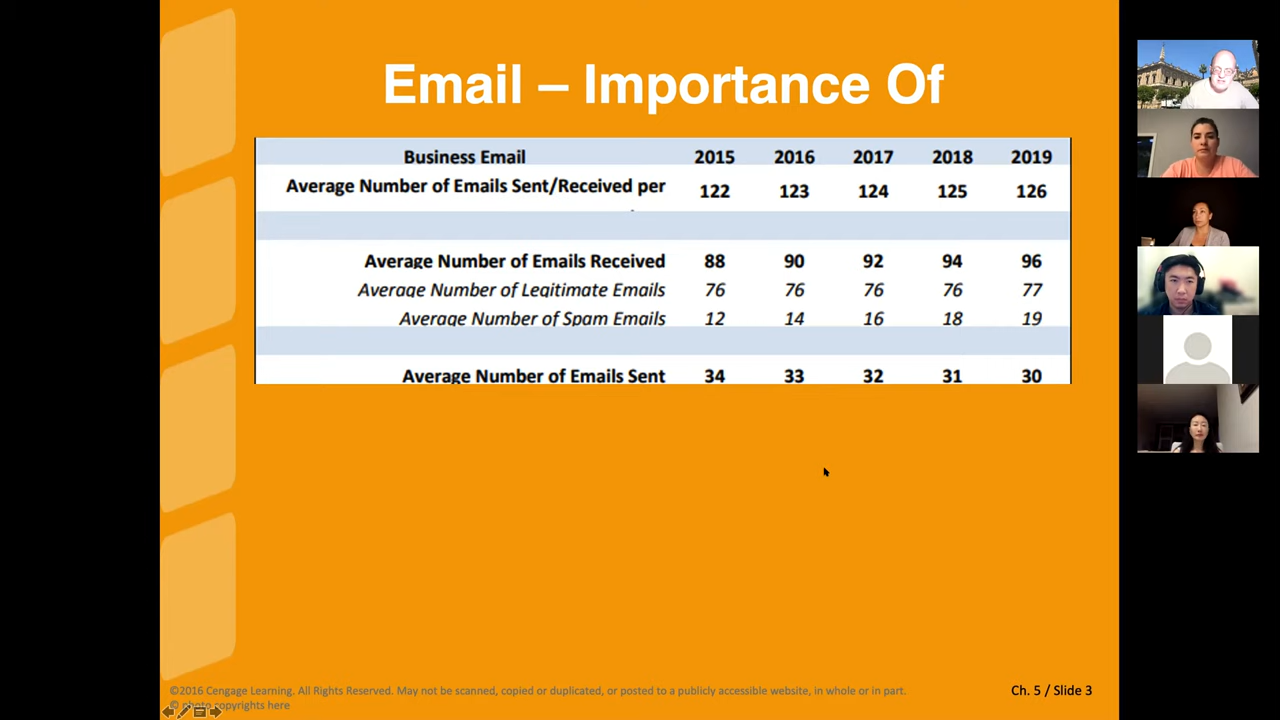 Email – Importance Of
Business Email 2015 2016 2017 2018 2019
Average Number of Emails Sent/Received per 122 123 124 125 126
Average Number of Emails Received 88 90 92 94 96
Average Number of Legitimate Emails 76 76 76 76 77
Average Number of Spam Emails 12 14 16 18 19
Average Number of Emails Sent 34 33 32 31 30
©2016 Cengage Learning. All Rights Reserved. May not be scanned, copied or duplicated, or posted to a publicly accessible website, in whole or in part.
© photo copyrights here
Ch. 5 / Slide 3